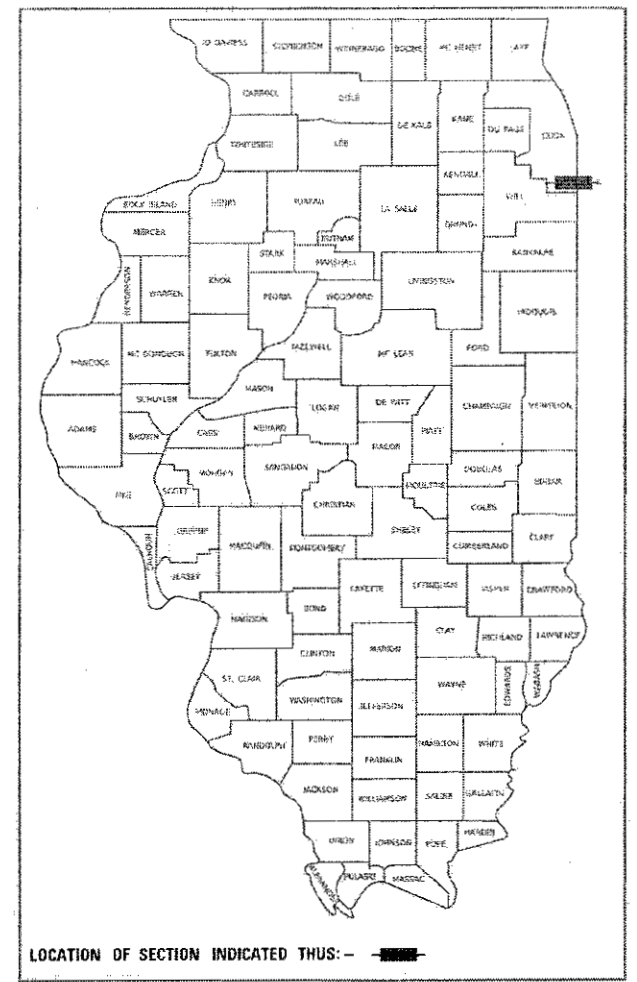 JO DAVIESS STEPHENSON WINNEBAGO BOONE MC HENRY LAKE
CARROLL OGLE DE KALB KANE DU PAGE COOK
WHITESIDE LEE KENDALL WILL
ROCK ISLAND HENRY BUREAU LA SALLE GRUNDY
MERCER STARK PUTNAM KANKAKEE
HENDERSON WARREN KNOX PEORIA MARSHALL WOODFORD LIVINGSTON IROQUOIS
HANCOCK MC DONOUGH FULTON TAZEWELL MC LEAN FORD
SCHUYLER MASON LOGAN DE WITT CHAMPAIGN VERMILION
ADAMS BROWN CASS MENARD MACON PIATT
PIKE SCOTT MORGAN SANGAMON CHRISTIAN MOULTRIE DOUGLAS EDGAR
CALHOUN GREENE MACOUPIN MONTGOMERY SHELBY COLES CLARK
JERSEY CUMBERLAND
MADISON BOND FAYETTE EFFINGHAM JASPER CRAWFORD
CLINTON MARION CLAY RICHLAND LAWRENCE
ST. CLAIR WASHINGTON JEFFERSON WAYNE EDWARDS WABASH
MONROE RANDOLPH PERRY FRANKLIN HAMILTON WHITE
JACKSON WILLIAMSON SALINE GALLATIN
UNION JOHNSON POPE HARDIN
ALEXANDER PULASKI MASSAC
LOCATION OF SECTION INDICATED THUS: –